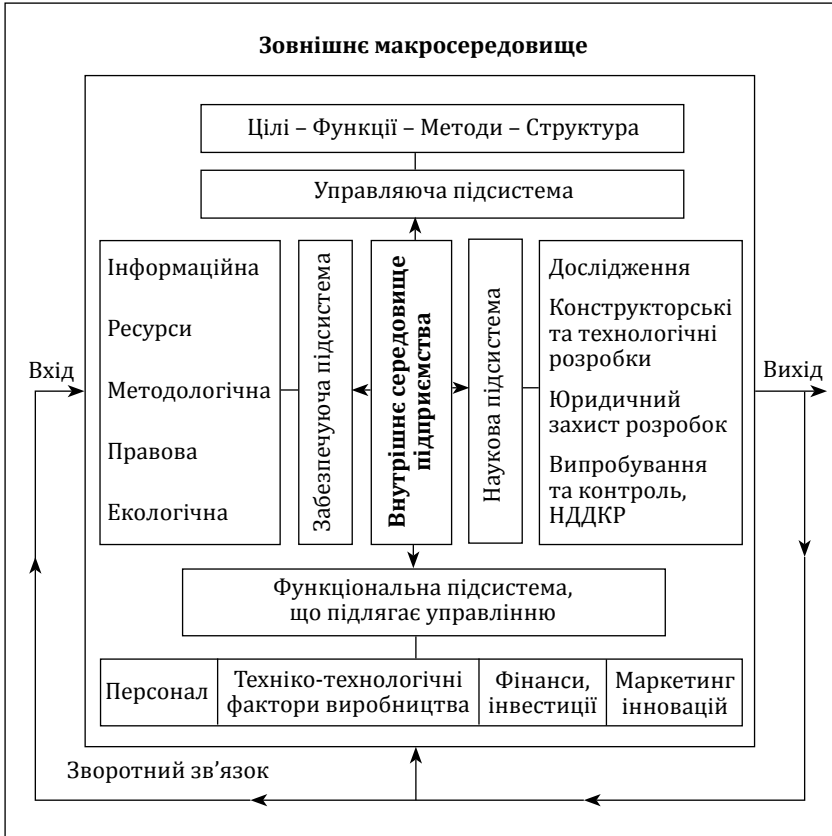 Зовнішнє макросередовище
Цілі – Функції – Методи – Структура
Управляюча підсистема
Інформаційна
Ресурси
Методологічна
Правова
Екологічна
Забезпечуюча підсистема
Внутрішнє середовище
підприємства
Наукова підсистема
Дослідження
Конструкторські
та технологічні
розробки
Юридичний
захист розробок
Випробування
та контроль,
НДДКР
Вхід
Вихід
Функціональна підсистема,
що підлягає управлінню
Персонал
Техніко-технологічні
фактори виробництва
Фінанси,
інвестиції
Маркетинг
інновацій
Зворотний зв'язок